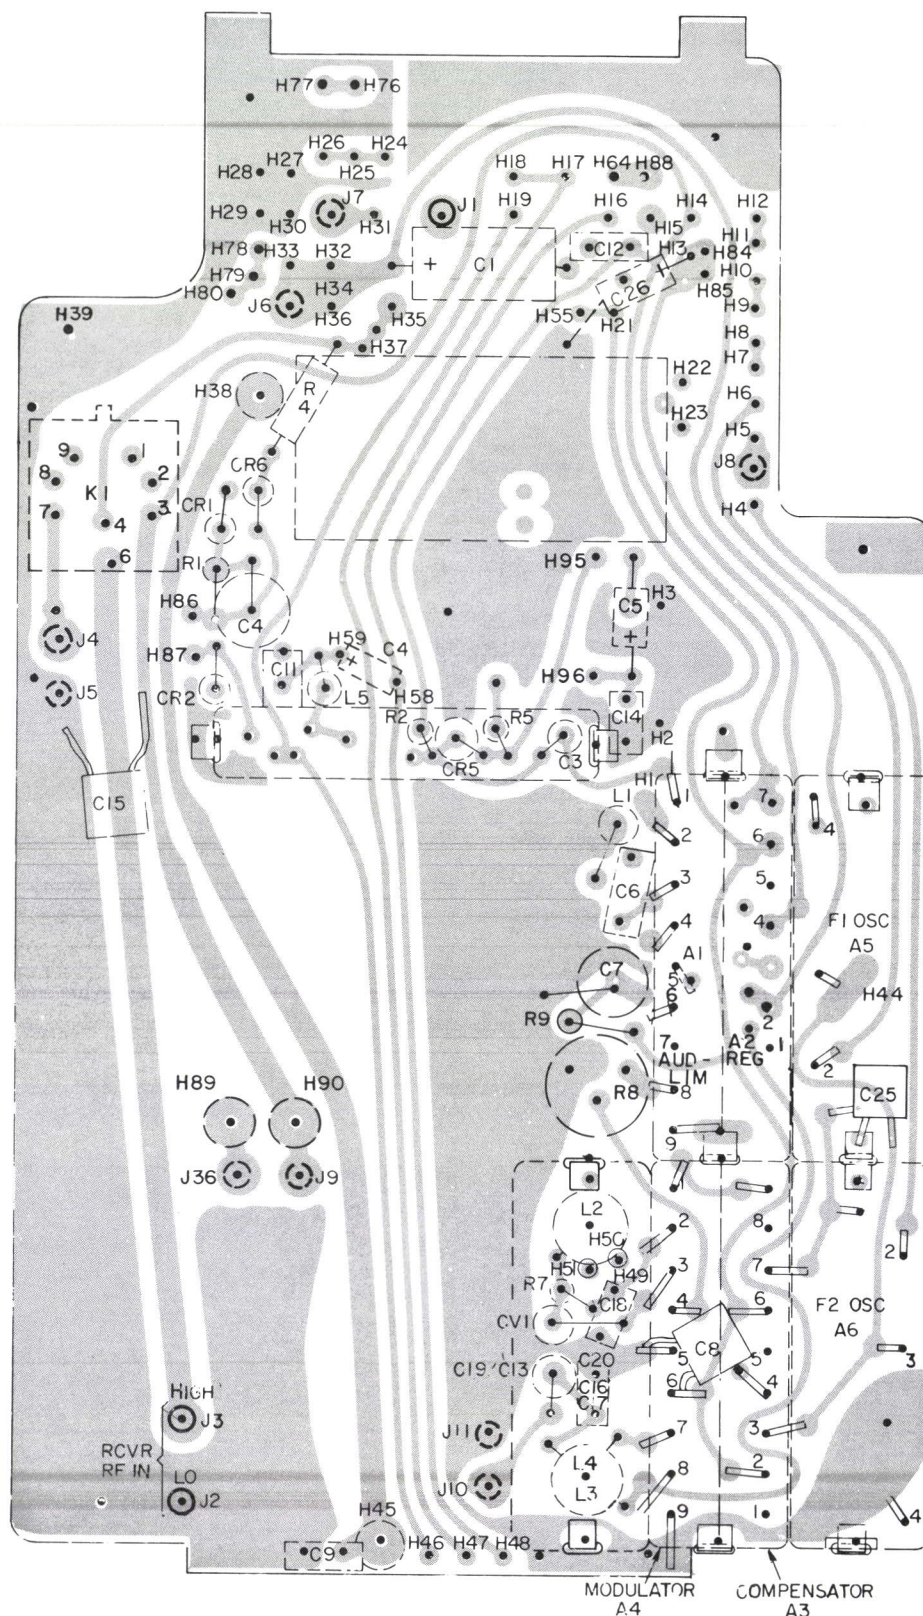 H77 H76
H26 H24
H28 H27 H25
H18 H17 H64 H88
J7 J1
H29 H30 H31 H19 H16 H15 H14 H12
H78 H33 H32 C12 H13 H84 H11
H79 + C1 + C26 H85 H10
H80 J6 H34 H35 H55 H21 H9
H39 H36 H37 H8
H7
H38 R4 H22 H6
H23 H5
9 1 J8
8 2 CR6
7 K1 3 CR1 8 H4
4
6 R1 H95
H86 C4 C5 H3
J4 +
H87 H59 C4
+
C11 L5 H58 H96
J5 CR2 C14
R2 R5 H2
CR5 C3
C15 H1 1 7
L1 2 6 4
C6 3 5
4 4 F1 OSC
A5
A1
C7 5 H44
6 2
R9 7 A2 1
AUD- REG
LIM 2
R8 8 C25
H89 H90
9
J36 J9
L2 2 8
H50 2
H51 3 7
R7 H49
C18 4 6 F2 OSC
A6
CV1 C8
5 5 3
C19/C13 C20
C16
C17 6 4
HIGH
J3 J11 7 3
RCVR
RF IN
L4 8 2
J10 L3
LO
J2
H45 9 1 4
C9 H46 H47 H48
MODULATOR
A4
COMPENSATOR
A3